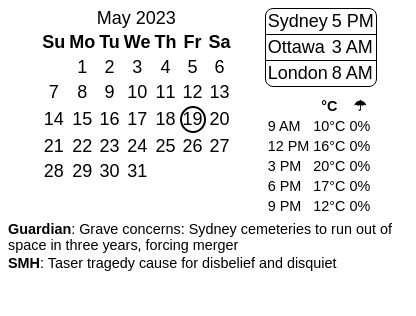 May 2023
Su Mo Tu We Th Fr Sa
1 2 3 4 5 6
7 8 9 10 11 12 13
14 15 16 17 18 19 20
21 22 23 24 25 26 27
28 29 30 31
Sydney 5 PM
Ottawa 3 AM
London 8 AM
°C ☂
9 AM 10°C 0%
12 PM 16°C 0%
3 PM 20°C 0%
6 PM 17°C 0%
9 PM 12°C 0%
Guardian: Grave concerns: Sydney cemeteries to run out of
space in three years, forcing merger
SMH: Taser tragedy cause for disbelief and disquiet